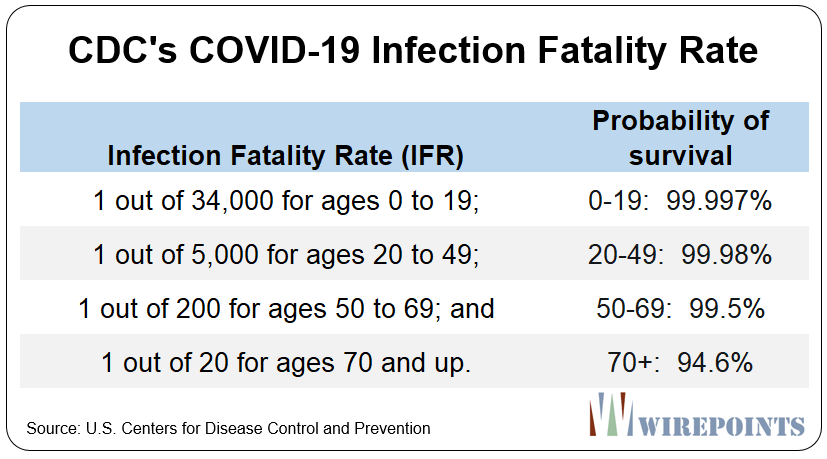 CDC's COVID-19 Infection Fatality Rate
Infection Fatality Rate (IFR)
Probability of
survival
1 out of 34,000 for ages 0 to 19;
0-19: 99.997%
1 out of 5,000 for ages 20 to 49;
20-49: 99.98%
1 out of 200 for ages 50 to 69; and
50-69: 99.5%
1 out of 20 for ages 70 and up.
70+: 94.6%
Source: U.S. Centers for Disease Control and Prevention
WIREPOINTS